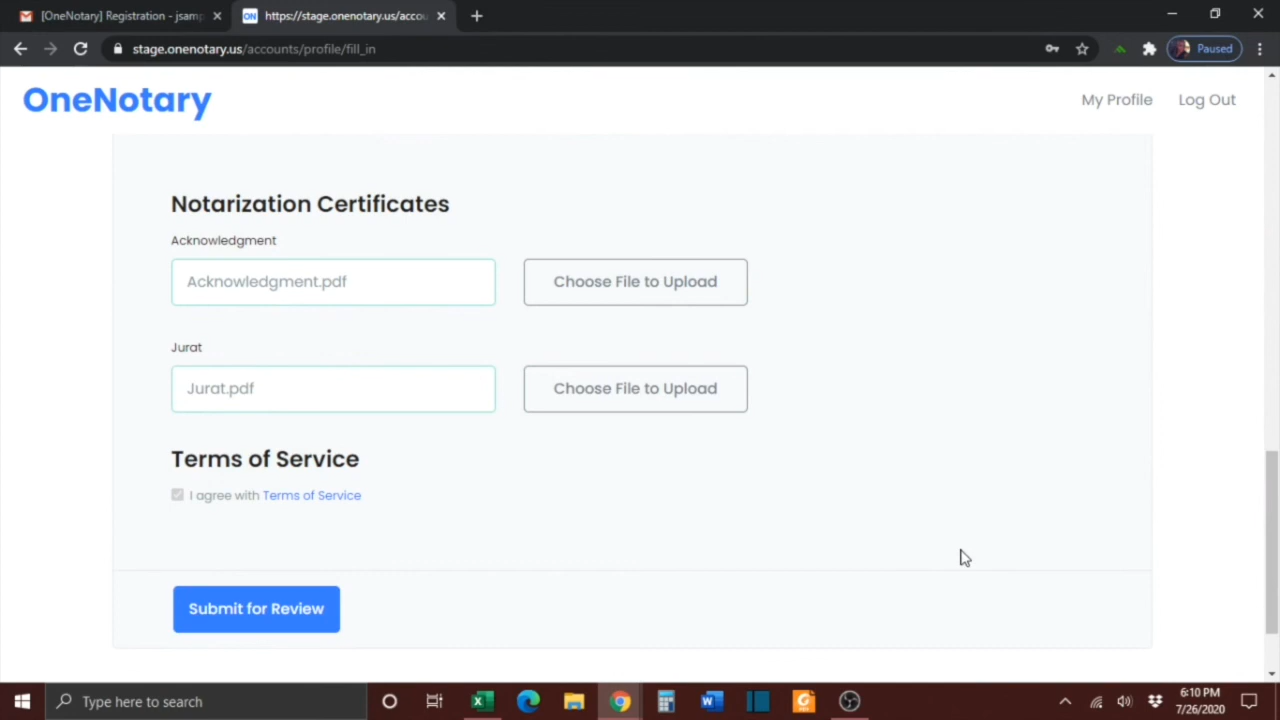 [OneNotary] Registration - jsamp
ON https://stage.onenotary.us/accou
stage.onenotary.us/accounts/profile/fill_in
Paused
OneNotary
My Profile
Log Out
Notarization Certificates
Acknowledgment
Acknowledgment.pdf
Choose File to Upload
Jurat
Jurat.pdf
Choose File to Upload
Terms of Service
I agree with Terms of Service
Submit for Review
Type here to search
6:10 PM
7/26/2020